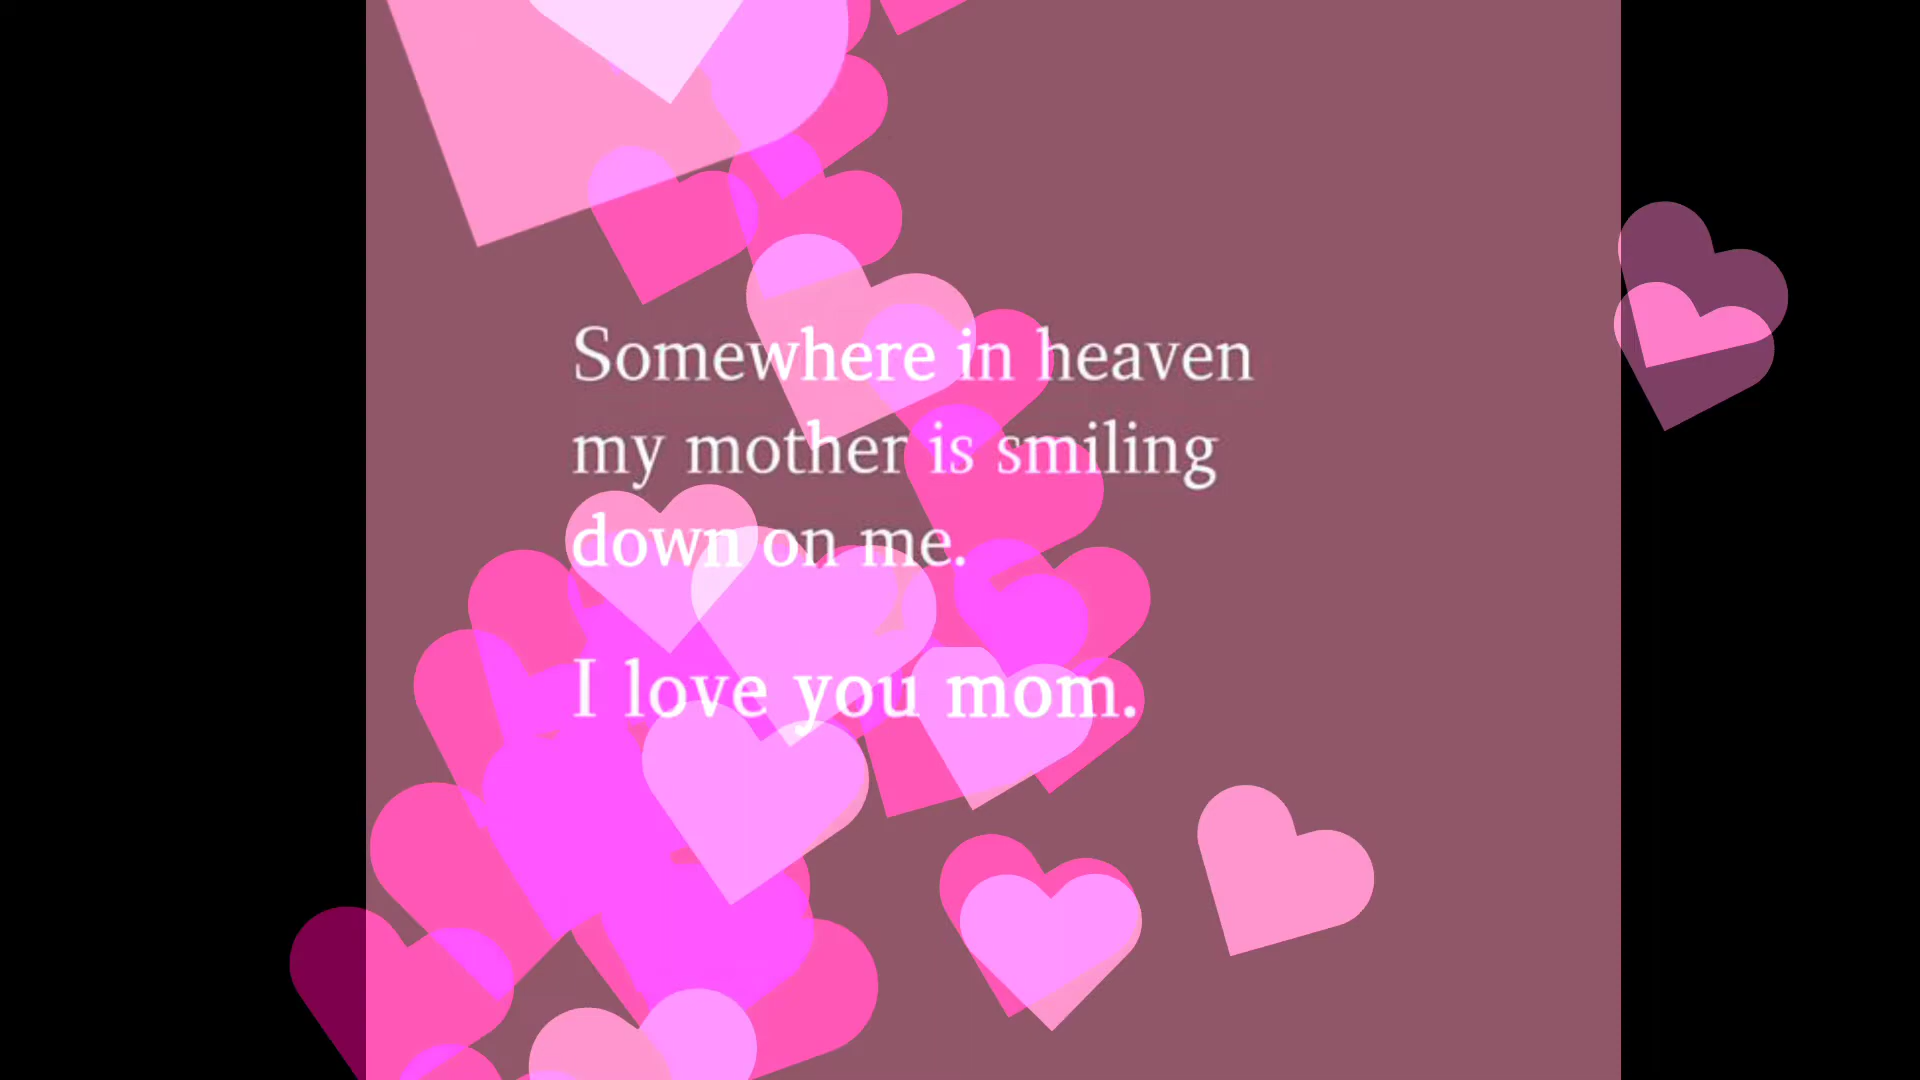 Somewhere in heaven
my mother is smiling
down on me.
I love you mom.